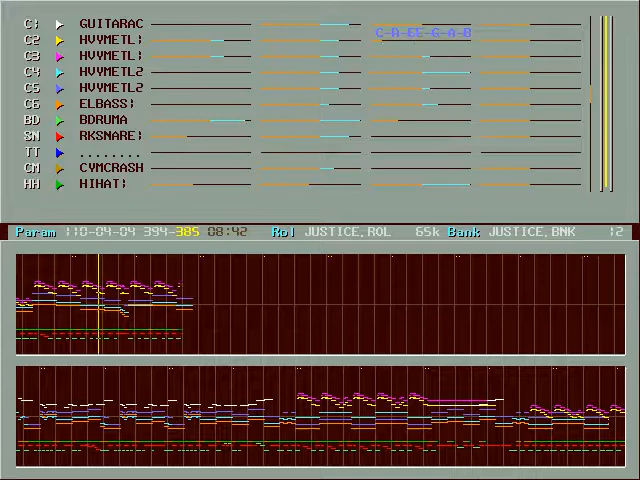 C1 GUITARAC
C-A-EE-G-A-B
C2 HVYMETL1
C3 HVYMETL1
C4 HVYMETL2
C5 HVYMETL2
C6 ELBASS1
BD BDRUMA
SN RKSNARE1
TT ........
CM CYMCRASH
HH HIHAT1
Param 110-04-04 394-385 08:42 Rol JUSTICE.ROL 65k Bank JUSTICE.BNK 12